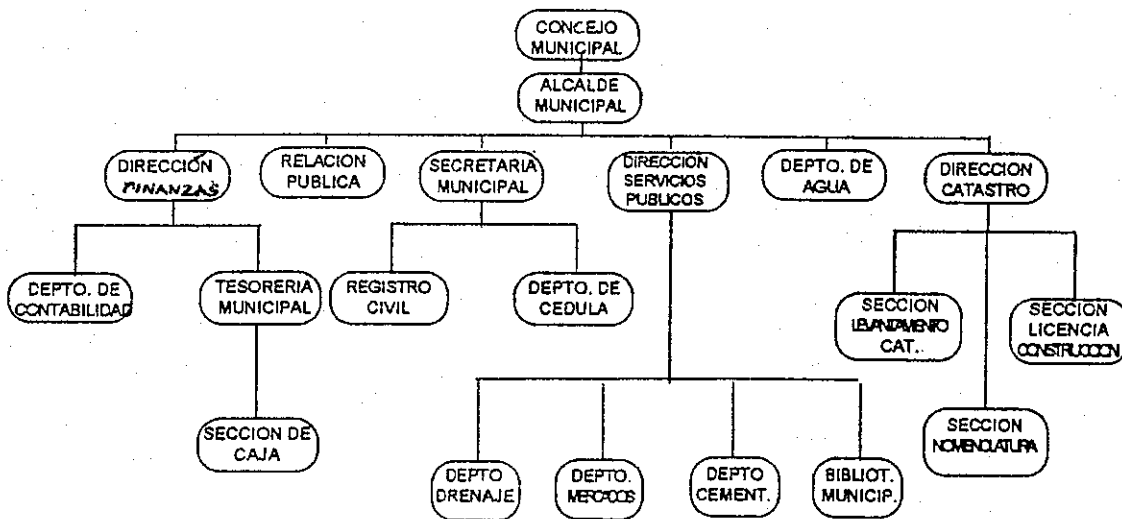 CONCEJO
MUNICIPAL
ALCALDE
MUNICIPAL
DIRECCIÓN
FINANZAS
RELACION
PUBLICA
SECRETARIA
MUNICIPAL
DIRECCION
SERVICIOS
PUBLICOS
DEPTO. DE
AGUA
DIRECCION
CATASTRO
DEPTO. DE
CONTABILIDAD
TESORERIA
MUNICIPAL
REGISTRO
CIVIL
DEPTO. DE
CEDULA
SECCION
LEVANTAMIENTO
CAT..
SECCION
LICENCIA
CONSTRUCCION
SECCION DE
CAJA
SECCION
NOMENCLATURA
DEPTO
DRENAJE
DEPTO.
MERCADOS
DEPTO
CEMENT.
BIBLIOT.
MUNICIP.